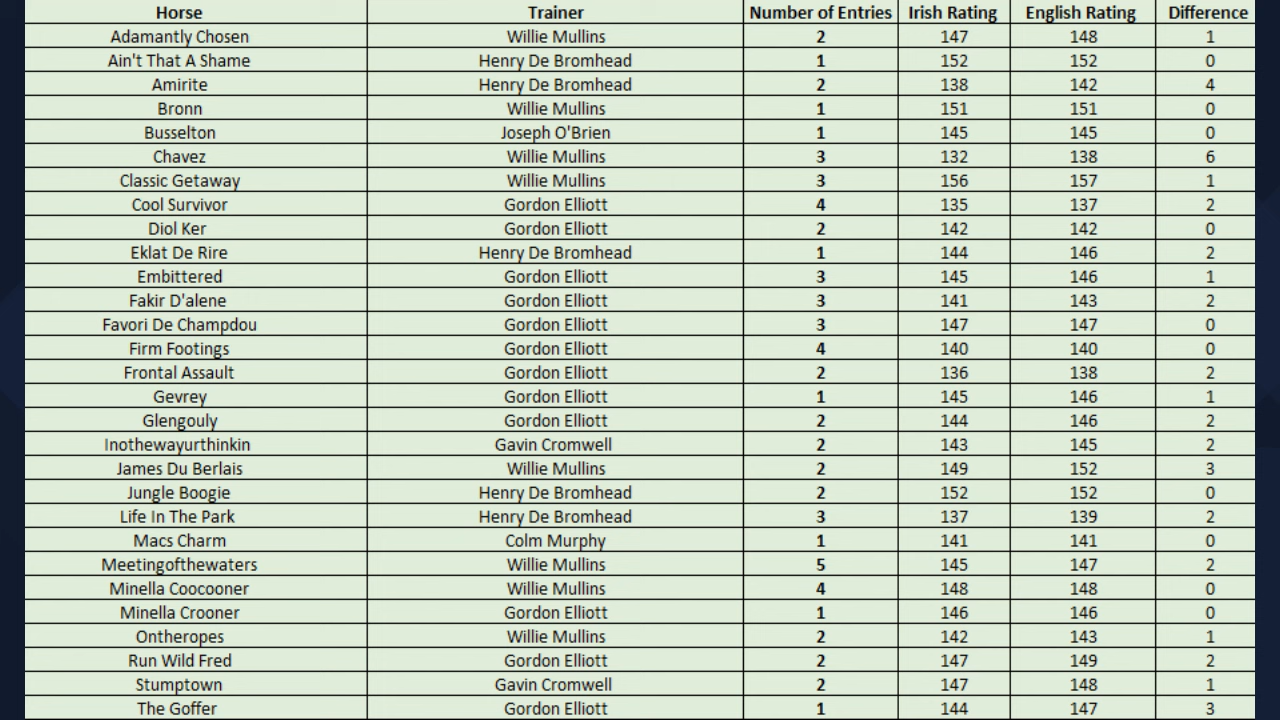 Horse Trainer Number of Entries Irish Rating English Rating Difference
Adamantly Chosen Willie Mullins 2 147 148 1
Ain't That A Shame Henry De Bromhead 1 152 152 0
Amirite Henry De Bromhead 2 138 142 4
Bronn Willie Mullins 1 151 151 0
Busselton Joseph O'Brien 1 145 145 0
Chavez Willie Mullins 3 132 138 6
Classic Getaway Willie Mullins 3 156 157 1
Cool Survivor Gordon Elliott 4 135 137 2
Diol Ker Gordon Elliott 2 142 142 0
Eklat De Rire Henry De Bromhead 1 144 146 2
Embittered Gordon Elliott 3 145 146 1
Fakir D'alene Gordon Elliott 3 141 143 2
Favori De Champdou Gordon Elliott 3 147 147 0
Firm Footings Gordon Elliott 4 140 140 0
Frontal Assault Gordon Elliott 2 136 138 2
Gevrey Gordon Elliott 1 145 146 1
Glengouly Gordon Elliott 2 144 146 2
Inothewayurthinkin Gavin Cromwell 2 143 145 2
James Du Berlais Willie Mullins 2 149 152 3
Jungle Boogie Henry De Bromhead 2 152 152 0
Life In The Park Henry De Bromhead 3 137 139 2
Macs Charm Colm Murphy 1 141 141 0
Meetingofthewaters Willie Mullins 5 145 147 2
Minella Coocooner Willie Mullins 4 148 148 0
Minella Crooner Gordon Elliott 1 146 146 0
Ontheropes Willie Mullins 2 142 143 1
Run Wild Fred Gordon Elliott 2 147 149 2
Stumptown Gavin Cromwell 2 147 148 1
The Goffer Gordon Elliott 1 144 147 3